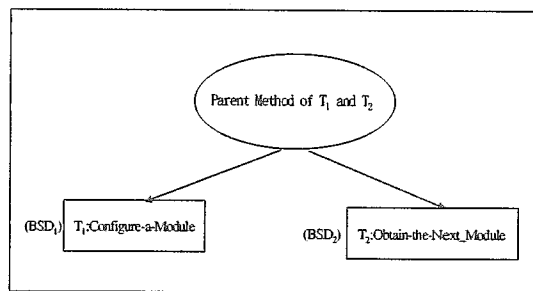 Parent Method of T₁ and T₂
(BSD₁) T₁:Configure-a-Module
(BSD₂) T₂:Obtain-the-Next_Module